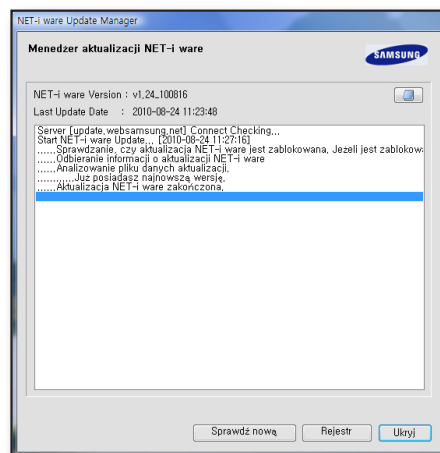 NET-i ware Update Manager
Menedżer aktualizacji NET-i ware
SAMSUNG
NET-i ware Version : v1.24_100816
Last Update Date : 2010-08-24 11:23:48
Server [update.websamsung.net] Connect Checking...
Start NET-i ware Update... [2010-08-24 11:27:16]
......Sprawdzanie, czy aktualizacja NET-i ware jest zablokowana. Jeżeli jest zablokowa
......Odbieranie informacji o aktualizacji NET-i ware
......Analizowanie pliku danych aktualizacji.
............Już posiadasz najnowszą wersję.
......Aktualizacja NET-i ware zakończona.
Sprawdź nową
Rejestr
Ukryj